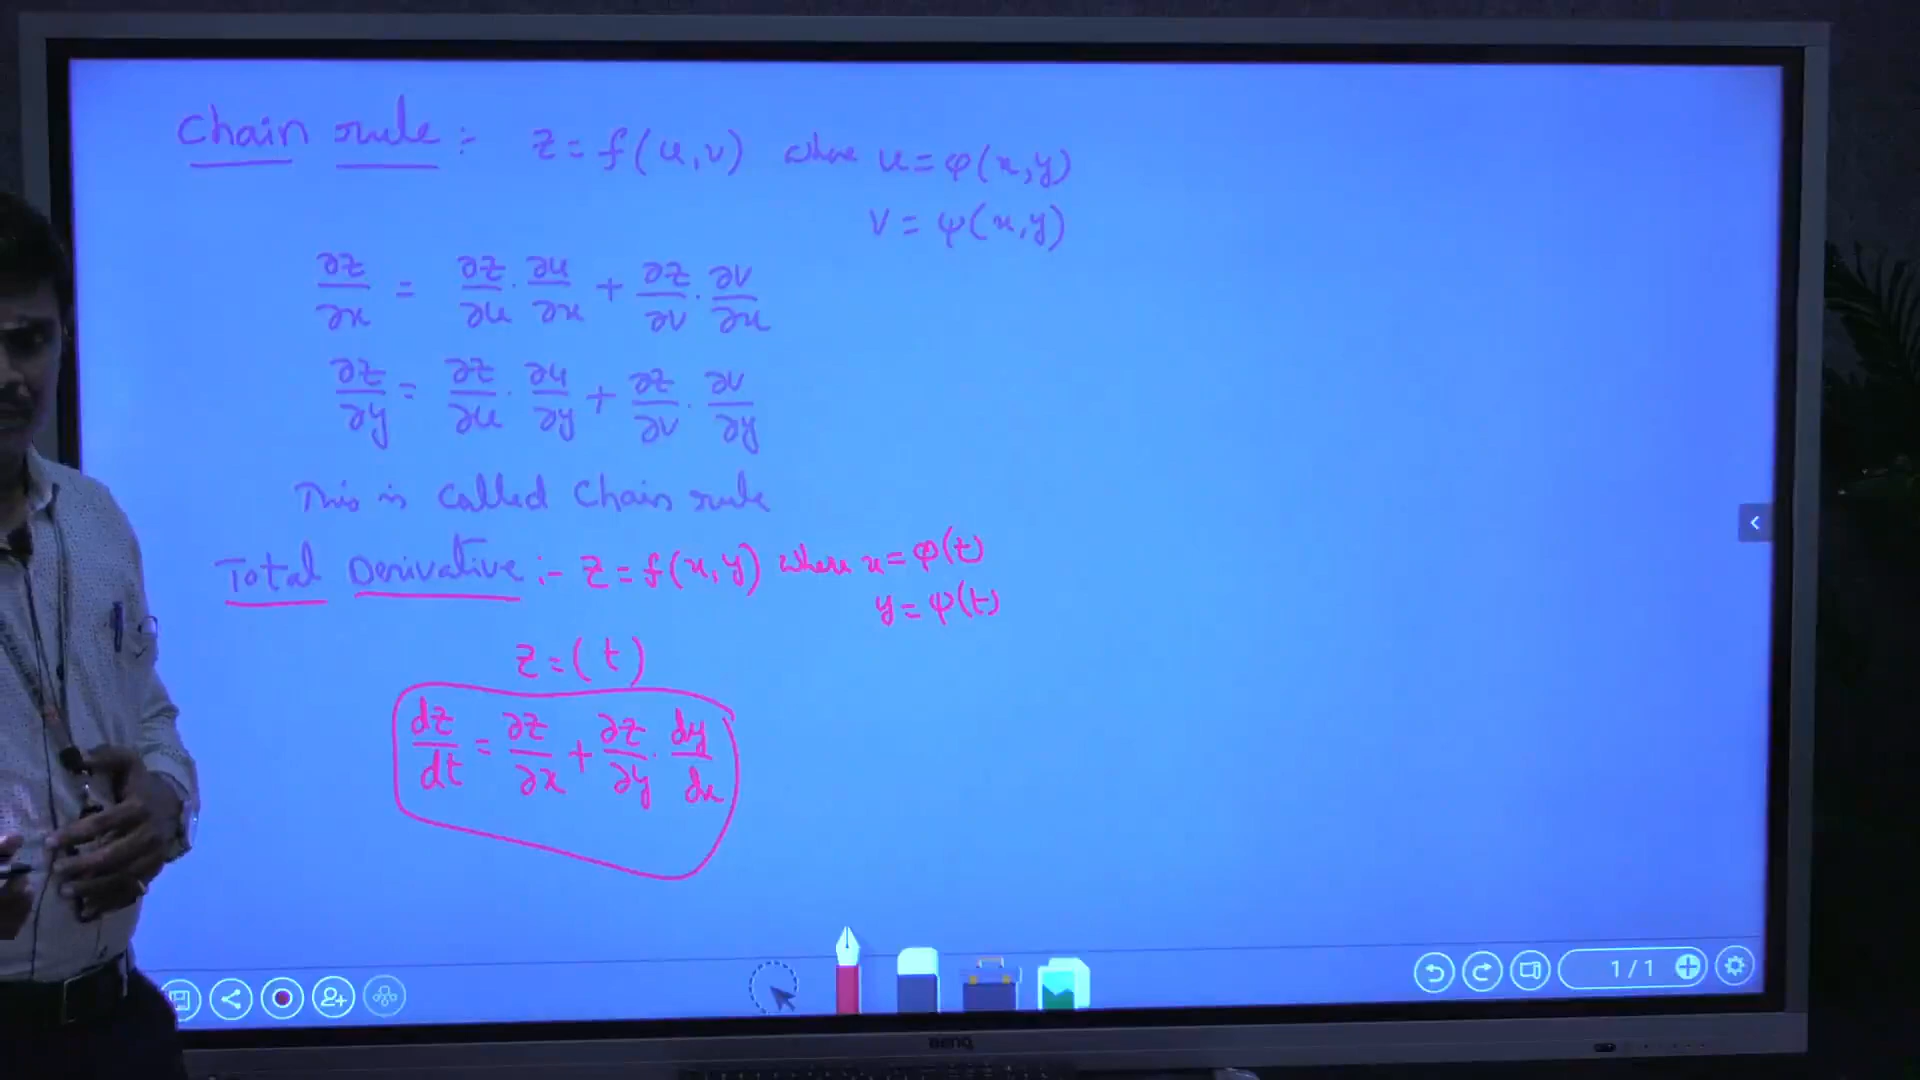 Chain rule :- z = f(u,v) where u = φ(x,y)
v = ψ(x,y)
∂z/∂x = ∂z/∂u · ∂u/∂x + ∂z/∂v · ∂v/∂x
∂z/∂y = ∂z/∂u · ∂u/∂y + ∂z/∂v · ∂v/∂y
This is called Chain rule
Total Derivative :- z = f(x,y) where x = φ(t)
y = ψ(t)
z = (t)
dz/dt = ∂z/∂x + ∂z/∂y · dy/dx
1/1
BenQ